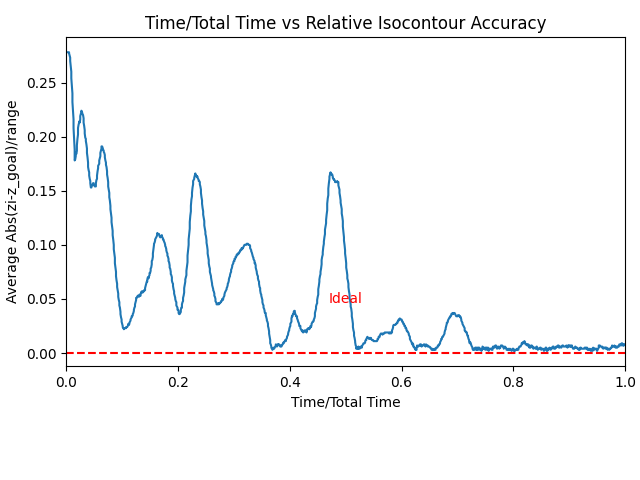 Time/Total Time vs Relative Isocontour Accuracy
Average Abs(zi-z_goal)/range
0.25
0.20
0.15
0.10
0.05
0.00
Ideal
0.0 0.2 0.4 0.6 0.8 1.0
Time/Total Time